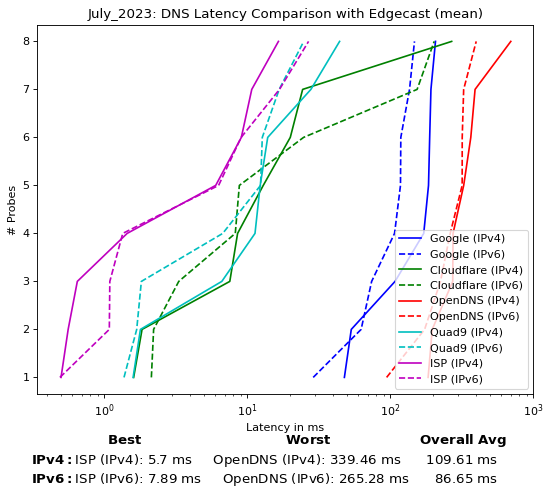 July_2023: DNS Latency Comparison with Edgecast (mean)
# Probes
8
7
6
5
4
3
2
1
Google (IPv4)
Google (IPv6)
Cloudflare (IPv4)
Cloudflare (IPv6)
OpenDNS (IPv4)
OpenDNS (IPv6)
Quad9 (IPv4)
Quad9 (IPv6)
ISP (IPv4)
ISP (IPv6)
10⁰ 10¹ 10² 10³
Latency in ms
Best Worst Overall Avg
IPv4: ISP (IPv4): 5.7 ms OpenDNS (IPv4): 339.46 ms 109.61 ms
IPv6: ISP (IPv6): 7.89 ms OpenDNS (IPv6): 265.28 ms 86.65 ms